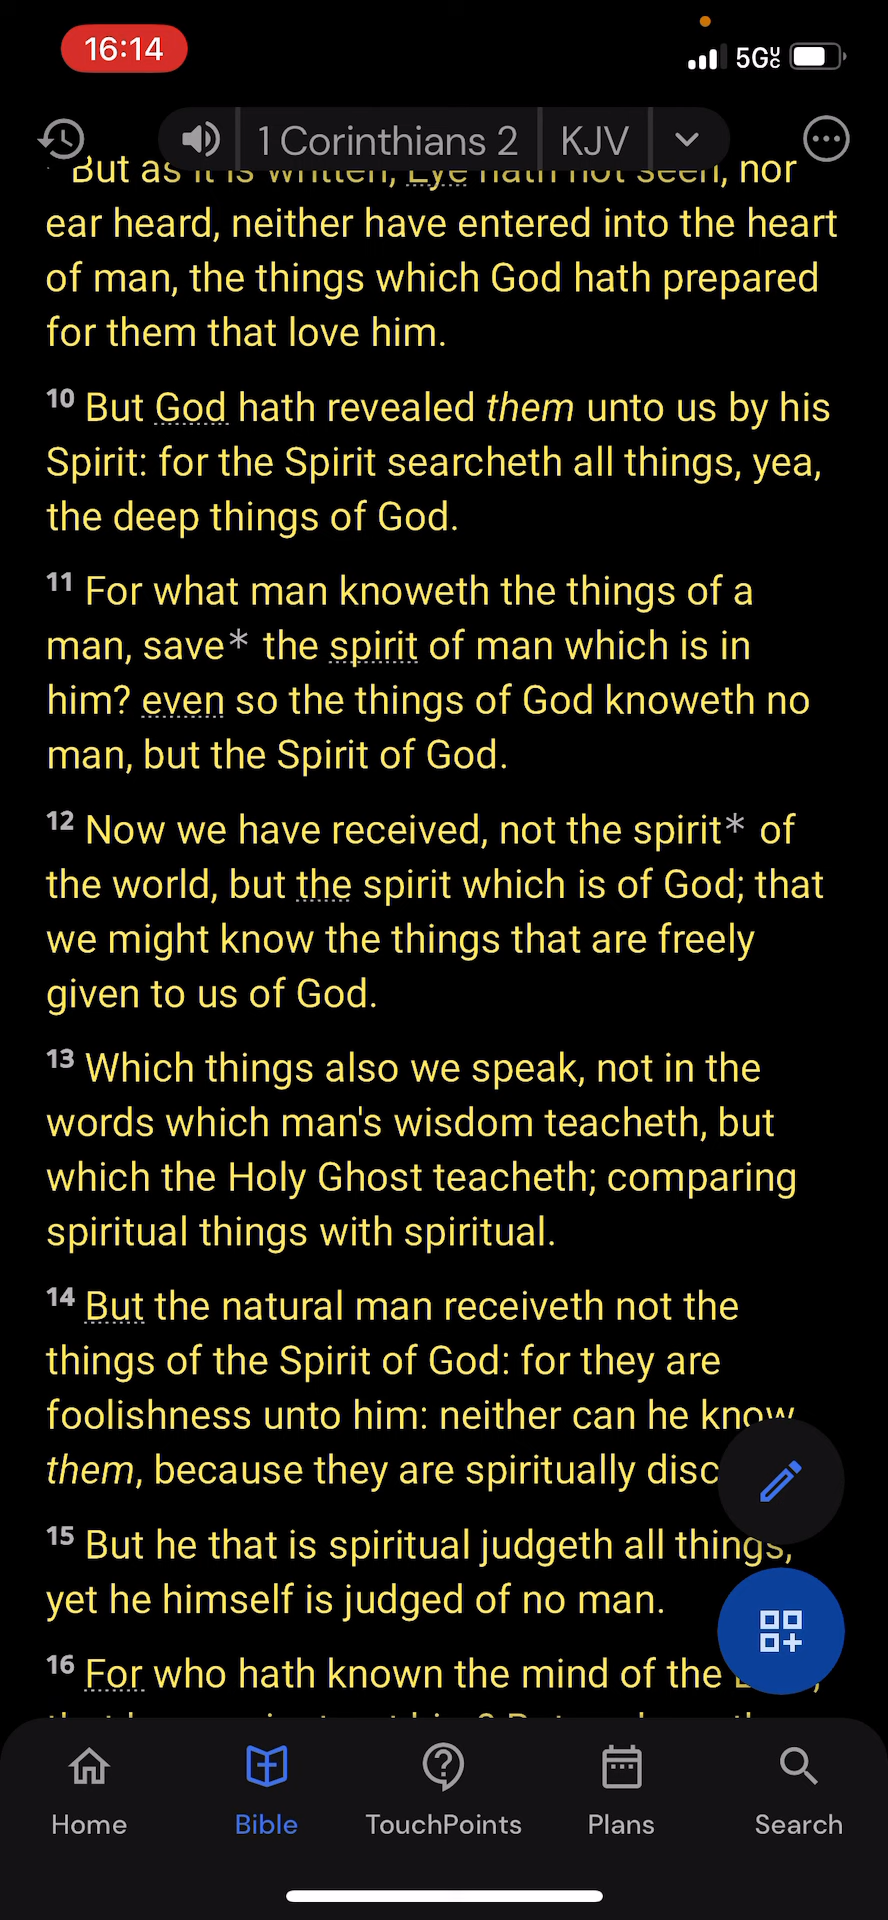 16:14
5G
1 Corinthians 2 KJV
But as it is written, Eye hath not seen, nor
ear heard, neither have entered into the heart
of man, the things which God hath prepared
for them that love him.
10 But God hath revealed them unto us by his
Spirit: for the Spirit searcheth all things, yea,
the deep things of God.
11 For what man knoweth the things of a
man, save* the spirit of man which is in
him? even so the things of God knoweth no
man, but the Spirit of God.
12 Now we have received, not the spirit* of
the world, but the spirit which is of God; that
we might know the things that are freely
given to us of God.
13 Which things also we speak, not in the
words which man's wisdom teacheth, but
which the Holy Ghost teacheth; comparing
spiritual things with spiritual.
14 But the natural man receiveth not the
things of the Spirit of God: for they are
foolishness unto him: neither can he know
them, because they are spiritually disc
15 But he that is spiritual judgeth all things,
yet he himself is judged of no man.
16 For who hath known the mind of the
Home Bible TouchPoints Plans Search